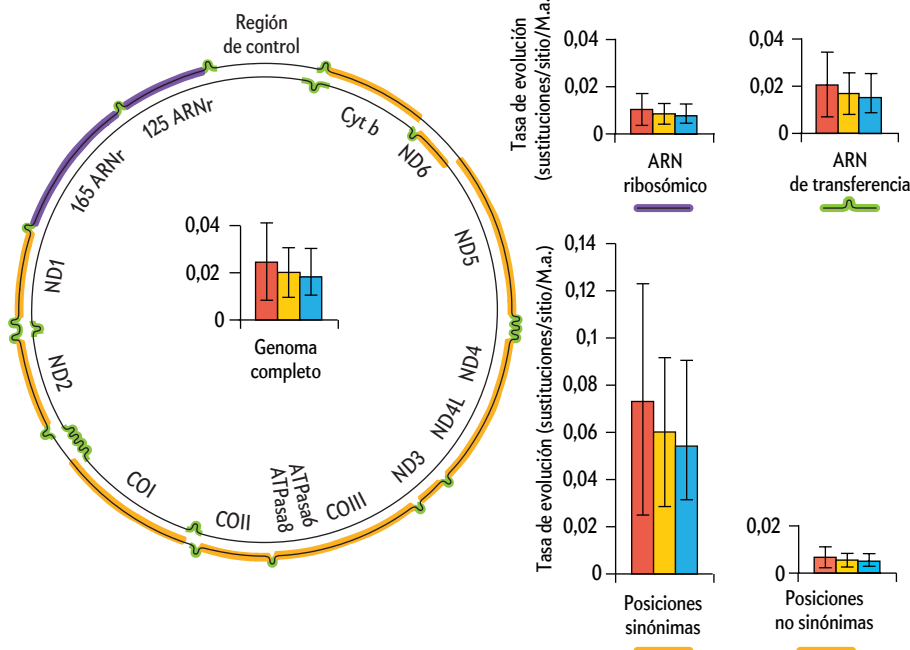 Región
de control
125 ARNr
165 ARNr
Cyt b
ND6
ND5
ND4
ND4L
ND3
COIII
ATPasa6
ATPasa8
COII
COI
ND2
ND1
0,04
0,02
0
Genoma
completo
Tasa de evolución
(sustituciones/sitio/M.a.)
0,04
0,02
0
ARN
ribosómico
0,04
0,02
0
ARN
de transferencia
Tasa de evolución (sustituciones/sitio/M.a.)
0,14
0,12
0,1
0,08
0,06
0,04
0,02
0
Posiciones
sinónimas
0,02
0
Posiciones
no sinónimas